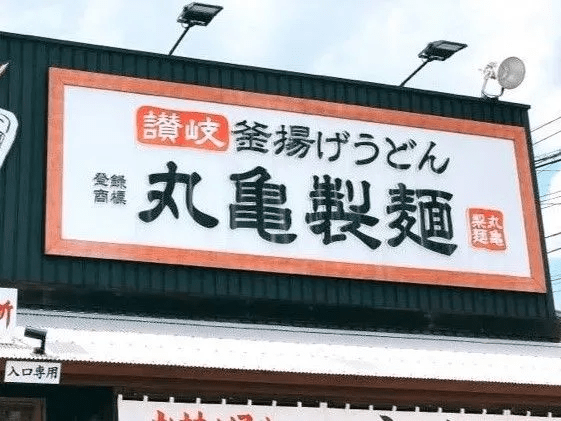 讃岐釜揚げうどん
登録商標
丸亀製麺
丸亀製麺
所
入口専用